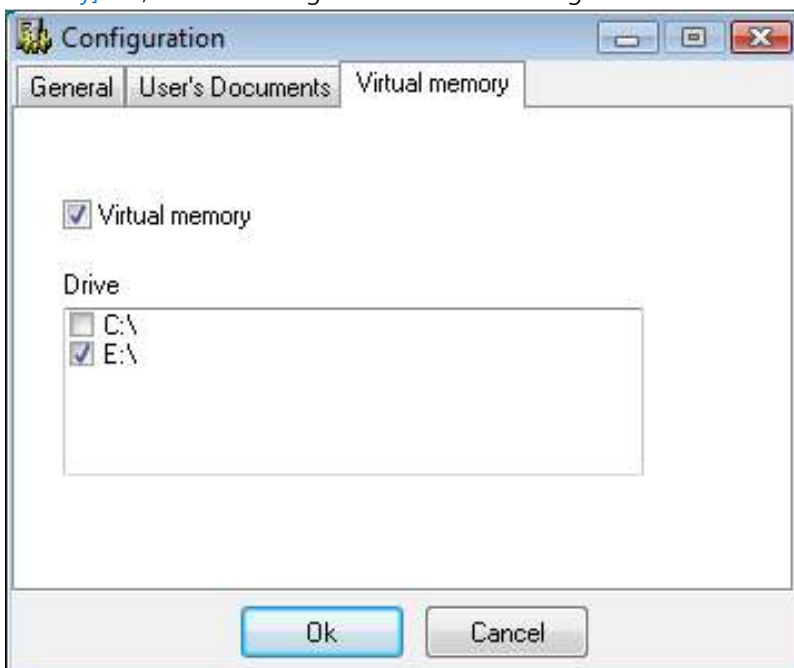 Configuration
General User's Documents Virtual memory
Virtual memory
Drive
C:\
E:\
Ok Cancel